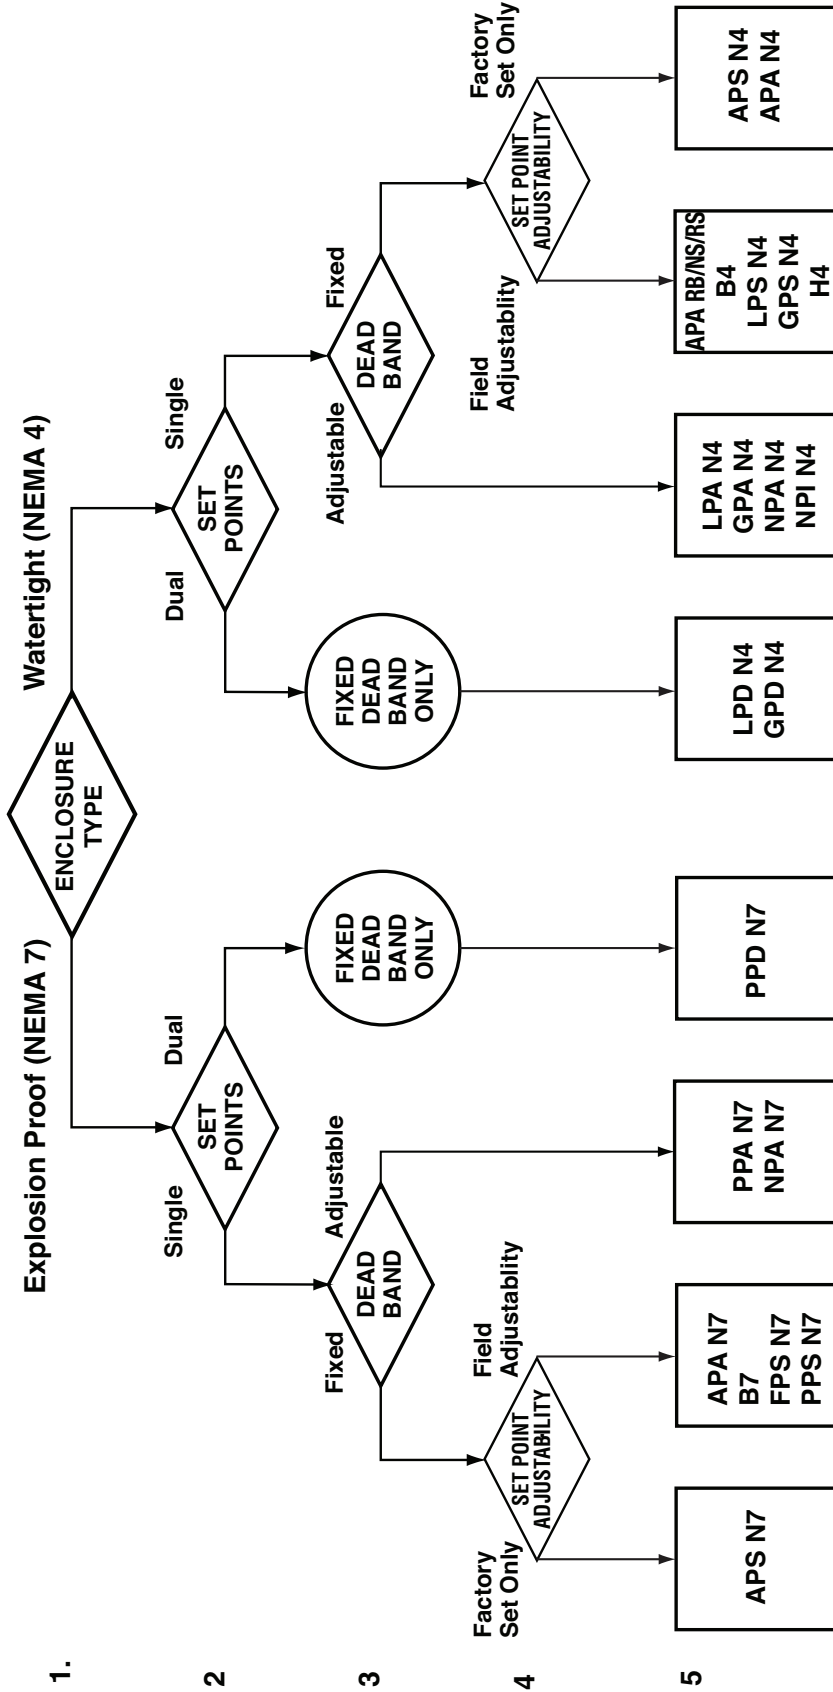 1.
Explosion Proof (NEMA 7)
ENCLOSURE
TYPE
Watertight (NEMA 4)
2
Single
SET
POINTS
Dual
Dual
SET
POINTS
Single
3
Fixed
DEAD
BAND
Adjustable
FIXED
DEAD
BAND
ONLY
FIXED
DEAD
BAND
ONLY
Adjustable
DEAD
BAND
Fixed
4
Factory
Set Only
SET POINT
ADJUSTABILITY
Field
Adjustablity
Field
Adjustablity
SET POINT
ADJUSTABILITY
Factory
Set Only
5
APS N7
APA N7
B7
FPS N7
PPS N7
PPA N7
NPA N7
PPD N7
LPD N4
GPD N4
LPA N4
GPA N4
NPA N4
NPI N4
APA RB/NS/RS
B4
LPS N4
GPS N4
H4
APS N4
APA N4